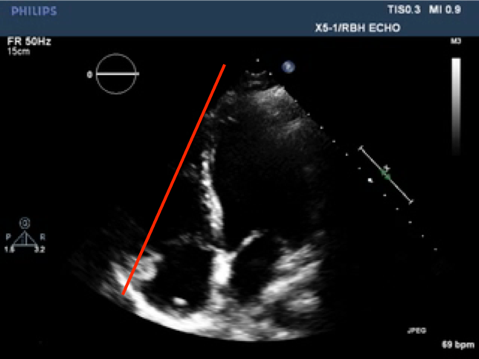 PHILIPS
TIS0.3 MI 0.9
X5-1/RBH ECHO
FR 50Hz
15cm
M3
0
G
P R
1.6 3.2
JPEG
69 bpm